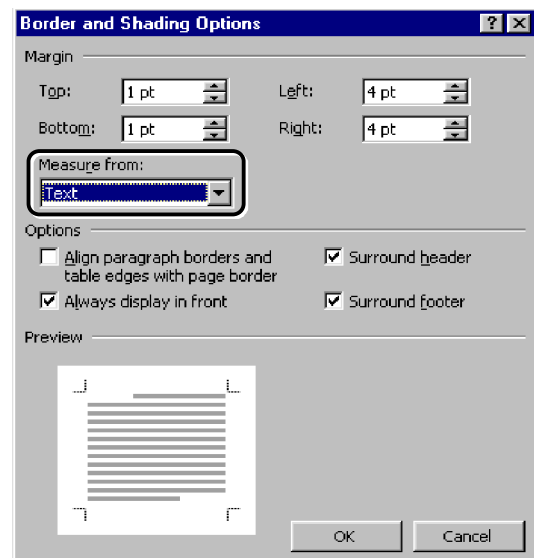 Border and Shading Options
Margin
Top: 1 pt Left: 4 pt
Bottom: 1 pt Right: 4 pt
Measure from:
Text
Options
Align paragraph borders and
table edges with page border
Surround header
Always display in front
Surround footer
Preview
OK Cancel